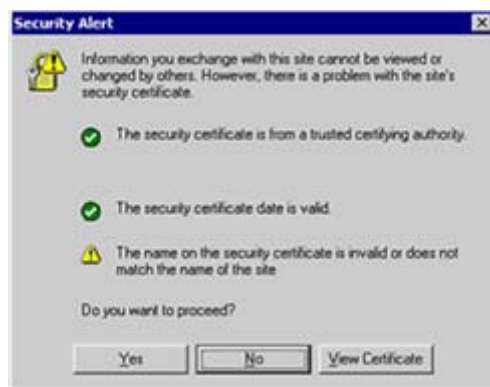 Security Alert
Information you exchange with this site cannot be viewed or
changed by others. However, there is a problem with the site's
security certificate.
The security certificate is from a trusted certifying authority.
The security certificate date is valid.
The name on the security certificate is invalid or does not
match the name of the site
Do you want to proceed?
Yes No View Certificate